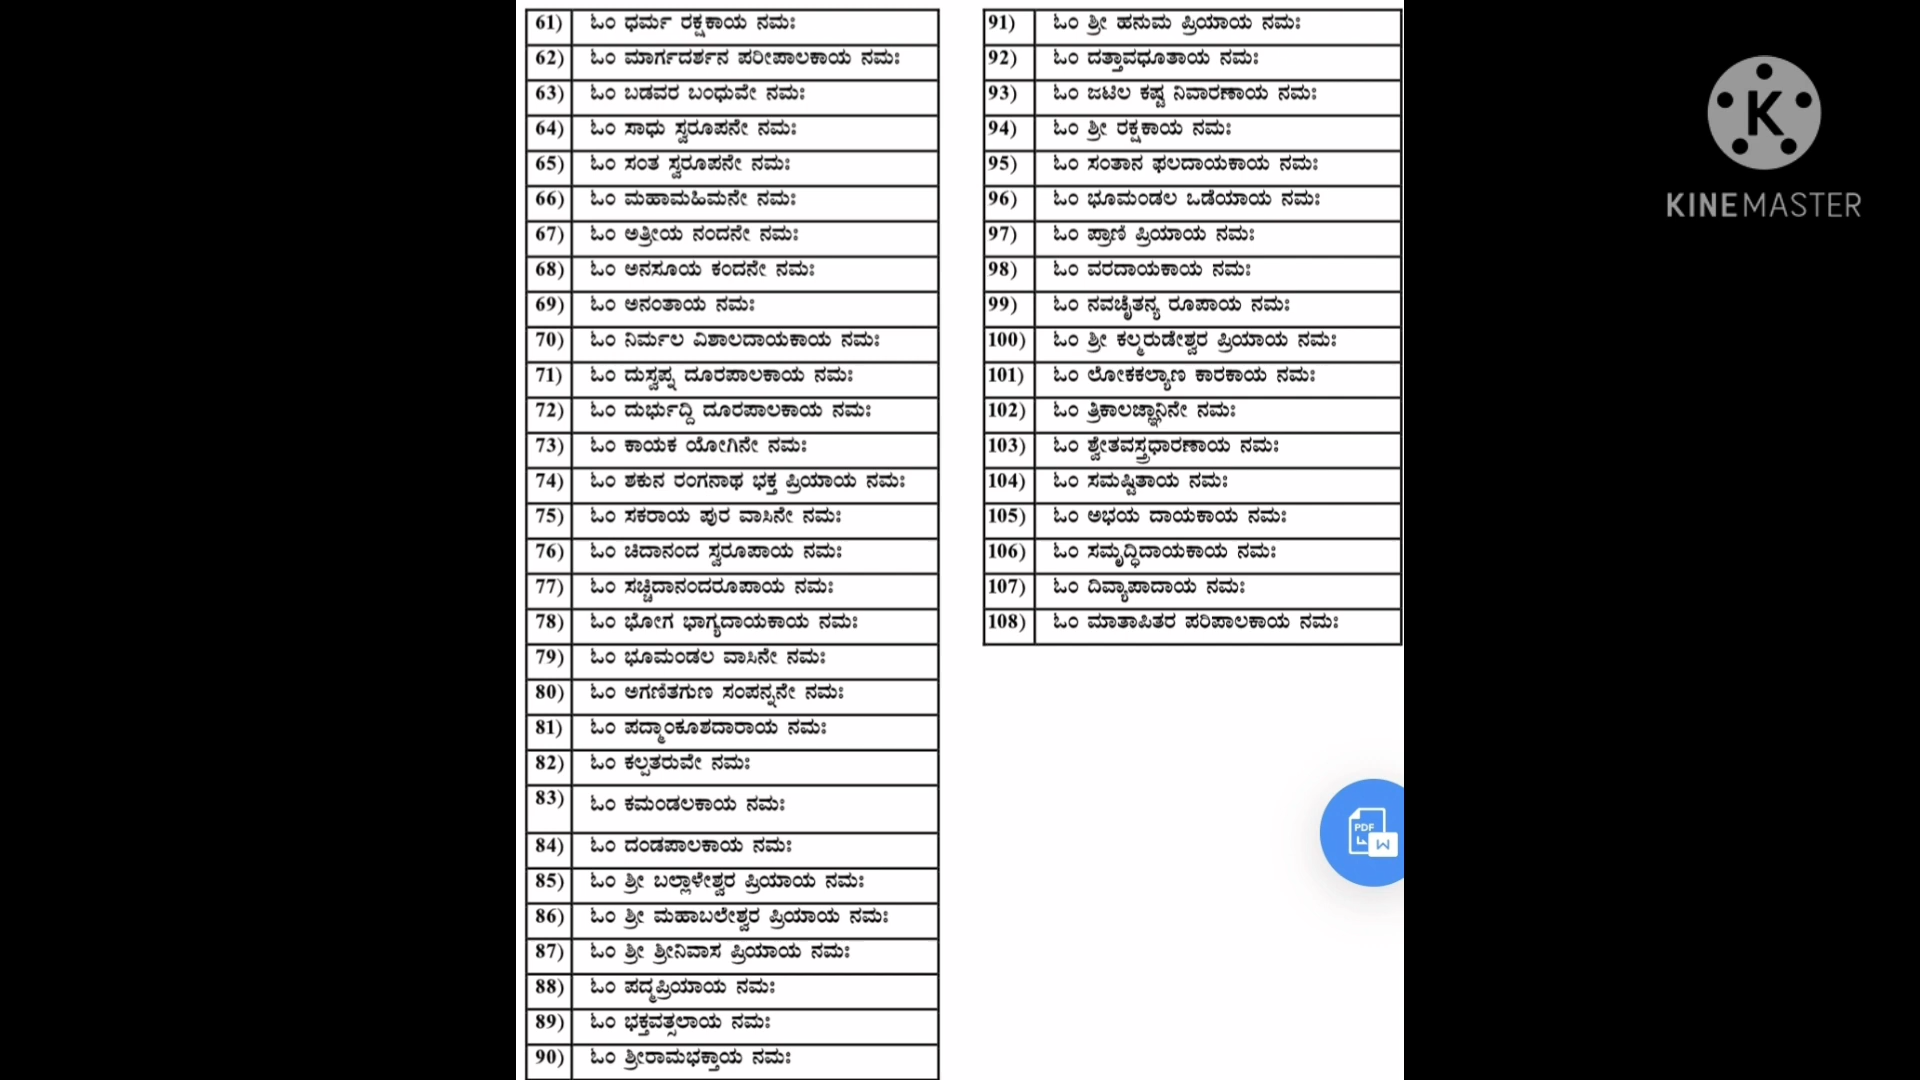 61) ಓಂ ಧರ್ಮ ರಕ್ಷಕಾಯ ನಮಃ
62) ಓಂ ಮಾರ್ಗದರ್ಶನ ಪರೀಪಾಲಕಾಯ ನಮಃ
63) ಓಂ ಬಡವರ ಬಂಧುವೇ ನಮಃ
64) ಓಂ ಸಾಧು ಸ್ವರೂಪನೇ ನಮಃ
65) ಓಂ ಸಂತ ಸ್ವರೂಪನೇ ನಮಃ
66) ಓಂ ಮಹಾಮಹಿಮನೇ ನಮಃ
67) ಓಂ ಅತ್ರೀಯ ನಂದನೇ ನಮಃ
68) ಓಂ ಅನಸೂಯ ಕಂದನೇ ನಮಃ
69) ಓಂ ಅನಂತಾಯ ನಮಃ
70) ಓಂ ನಿರ್ಮಲ ವಿಶಾಲದಾಯಕಾಯ ನಮಃ
71) ಓಂ ದುಸ್ವಪ್ನ ದೂರಪಾಲಕಾಯ ನಮಃ
72) ಓಂ ದುರ್ಭುದ್ದಿ ದೂರಪಾಲಕಾಯ ನಮಃ
73) ಓಂ ಕಾಯಕ ಯೋಗಿನೇ ನಮಃ
74) ಓಂ ಶಕುನ ರಂಗನಾಥ ಭಕ್ತ ಪ್ರಿಯಾಯ ನಮಃ
75) ಓಂ ಸಕರಾಯ ಪುರ ವಾಸಿನೇ ನಮಃ
76) ಓಂ ಚಿದಾನಂದ ಸ್ವರೂಪಾಯ ನಮಃ
77) ಓಂ ಸಚ್ಚಿದಾನಂದರೂಪಾಯ ನಮಃ
78) ಓಂ ಭೋಗ ಭಾಗ್ಯದಾಯಕಾಯ ನಮಃ
79) ಓಂ ಭೂಮಂಡಲ ವಾಸಿನೇ ನಮಃ
80) ಓಂ ಅಗಣಿತಗುಣ ಸಂಪನ್ನನೇ ನಮಃ
81) ಓಂ ಪದ್ಮಾಂಕೂಶದಾರಾಯ ನಮಃ
82) ಓಂ ಕಲ್ಪತರುವೇ ನಮಃ
83) ಓಂ ಕಮಂಡಲಕಾಯ ನಮಃ
84) ಓಂ ದಂಡಪಾಲಕಾಯ ನಮಃ
85) ಓಂ ಶ್ರೀ ಬಲ್ಲಾಳೇಶ್ವರ ಪ್ರಿಯಾಯ ನಮಃ
86) ಓಂ ಶ್ರೀ ಮಹಾಬಲೇಶ್ವರ ಪ್ರಿಯಾಯ ನಮಃ
87) ಓಂ ಶ್ರೀ ಶ್ರೀನಿವಾಸ ಪ್ರಿಯಾಯ ನಮಃ
88) ಓಂ ಪದ್ಮಪ್ರಿಯಾಯ ನಮಃ
89) ಓಂ ಭಕ್ತವತ್ಸಲಾಯ ನಮಃ
90) ಓಂ ಶ್ರೀರಾಮಭಕ್ತಾಯ ನಮಃ
91) ಓಂ ಶ್ರೀ ಹನುಮ ಪ್ರಿಯಾಯ ನಮಃ
92) ಓಂ ದತ್ತಾವಧೂತಾಯ ನಮಃ
93) ಓಂ ಜಟಿಲ ಕಷ್ಟ ನಿವಾರಣಾಯ ನಮಃ
94) ಓಂ ಶ್ರೀ ರಕ್ಷಕಾಯ ನಮಃ
95) ಓಂ ಸಂತಾನ ಫಲದಾಯಕಾಯ ನಮಃ
96) ಓಂ ಭೂಮಂಡಲ ಒಡೆಯಾಯ ನಮಃ
97) ಓಂ ಪ್ರಾಣಿ ಪ್ರಿಯಾಯ ನಮಃ
98) ಓಂ ವರದಾಯಕಾಯ ನಮಃ
99) ಓಂ ನವಚೈತನ್ಯ ರೂಪಾಯ ನಮಃ
100) ಓಂ ಶ್ರೀ ಕಲ್ಮರುಡೇಶ್ವರ ಪ್ರಿಯಾಯ ನಮಃ
101) ಓಂ ಲೋಕಕಲ್ಯಾಣ ಕಾರಕಾಯ ನಮಃ
102) ಓಂ ತ್ರಿಕಾಲಜ್ಞಾನಿನೇ ನಮಃ
103) ಓಂ ಶ್ವೇತವಸ್ತ್ರಧಾರಣಾಯ ನಮಃ
104) ಓಂ ಸಮಷ್ಟಿತಾಯ ನಮಃ
105) ಓಂ ಅಭಯ ದಾಯಕಾಯ ನಮಃ
106) ಓಂ ಸಮೃದ್ಧಿದಾಯಕಾಯ ನಮಃ
107) ಓಂ ದಿವ್ಯಾಪಾದಾಯ ನಮಃ
108) ಓಂ ಮಾತಾಪಿತರ ಪರಿಪಾಲಕಾಯ ನಮಃ
K
KINEMASTER
PDF
W